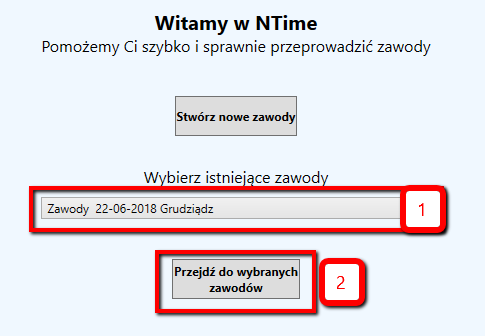 Witamy w NTime
Pomożemy Ci szybko i sprawnie przeprowadzić zawody
Stwórz nowe zawody
Wybierz istniejące zawody
Zawody 22-06-2018 Grudziądz
1
Przejdź do wybranych
zawodów
2